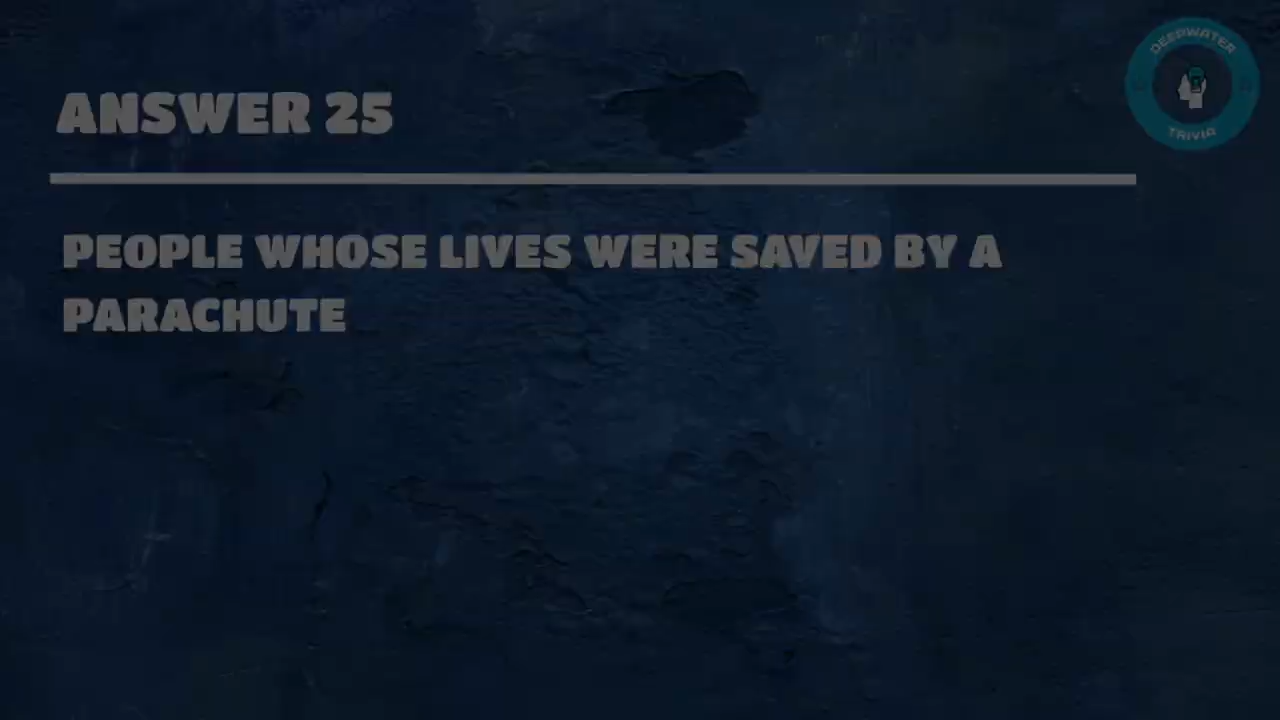 DEEPWATER
TRIVIA
ANSWER 25
PEOPLE WHOSE LIVES WERE SAVED BY A
PARACHUTE